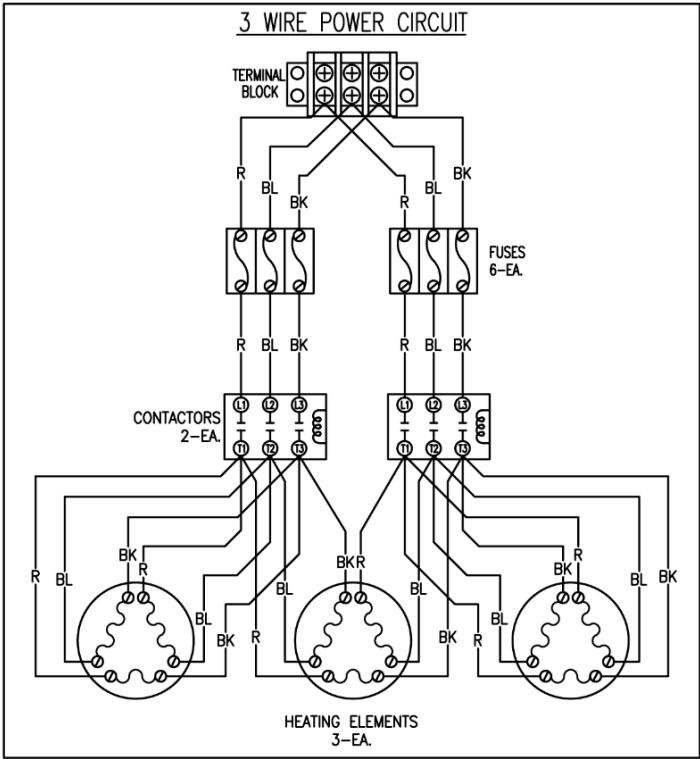 3 WIRE POWER CIRCUIT
TERMINAL
BLOCK
R BL BK R BL BK
FUSES
6-EA.
R BL BK R BL BK
CONTACTORS
2-EA.
L1 L2 L3 L1 L2 L3
T1 T2 T3 T1 T2 T3
R BL BK R BL BK R BK R BL BK R BL BK R BL BK R BL BK
HEATING ELEMENTS
3-EA.